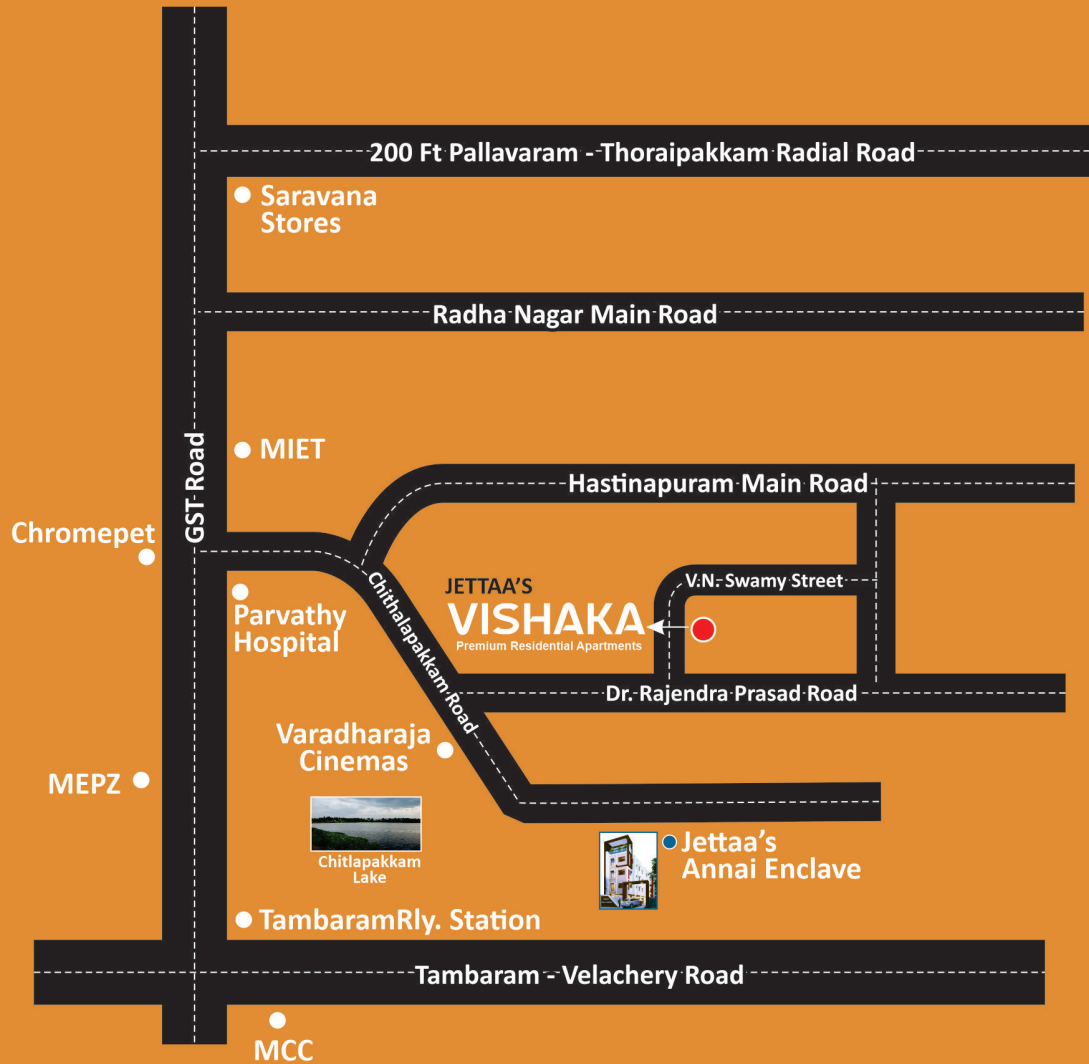 200 Ft Pallavaram - Thoraipakkam Radial Road
Saravana
Stores
Radha Nagar Main Road
GST Road
MIET
Hastinapuram Main Road
Chromepet
Chithalapakkam Road
V.N. Swamy Street
JETTAA'S
VISHAKA
Premium Residential Apartments
Parvathy
Hospital
Dr. Rajendra Prasad Road
Varadharaja
Cinemas
MEPZ
Chitlapakkam
Lake
Jettaa's
Annai Enclave
TambaramRly. Station
Tambaram - Velachery Road
MCC